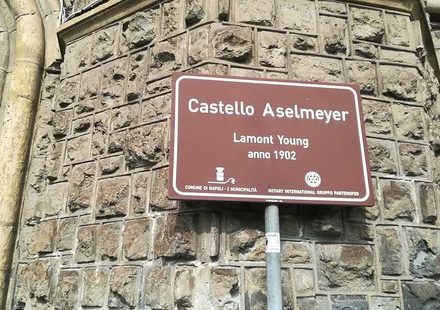 Castello Aselmeyer
Lamont Young
anno 1902
COMUNE DI NAPOLI - I MUNICIPALITÀ
ROTARY INTERNATIONAL GRUPPO PARTENOPEO